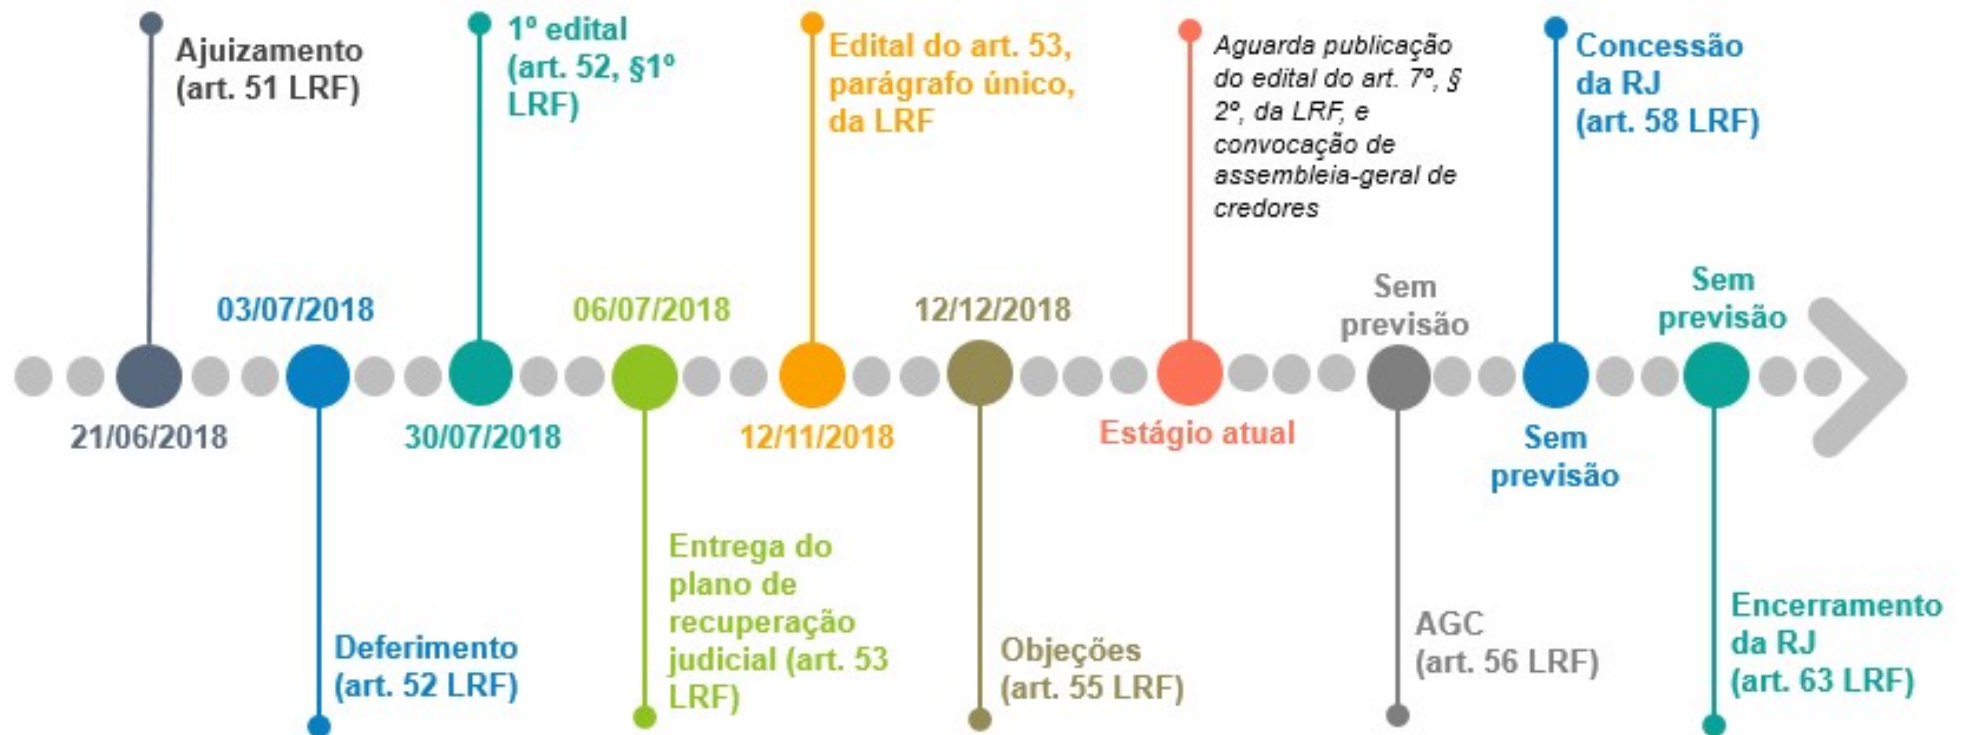 Ajuizamento
(art. 51 LRF)
21/06/2018
03/07/2018
Deferimento
(art. 52 LRF)
1º edital
(art. 52, §1º
LRF)
30/07/2018
06/07/2018
Entrega do
plano de
recuperação
judicial (art. 53
LRF)
Edital do art. 53,
parágrafo único,
da LRF
12/11/2018
12/12/2018
Objeções
(art. 55 LRF)
Aguarda publicação
do edital do art. 7º, §
2º, da LRF, e
convocação de
assembleia-geral de
credores
Estágio atual
Sem
previsão
AGC
(art. 56 LRF)
Concessão
da RJ
(art. 58 LRF)
Sem
previsão
Sem
previsão
Encerramento
da RJ
(art. 63 LRF)